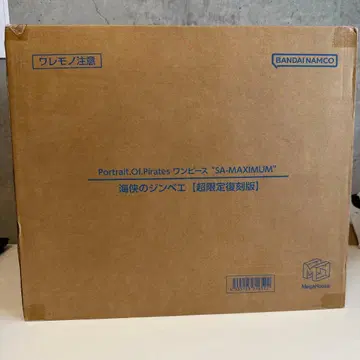 ワレモノ注意
BANDAI NAMCO
Portrait.Of.Pirates ワンピース "SA-MAXIMUM"
海侠のジンベエ【超限定復刻版】
MegaHouse